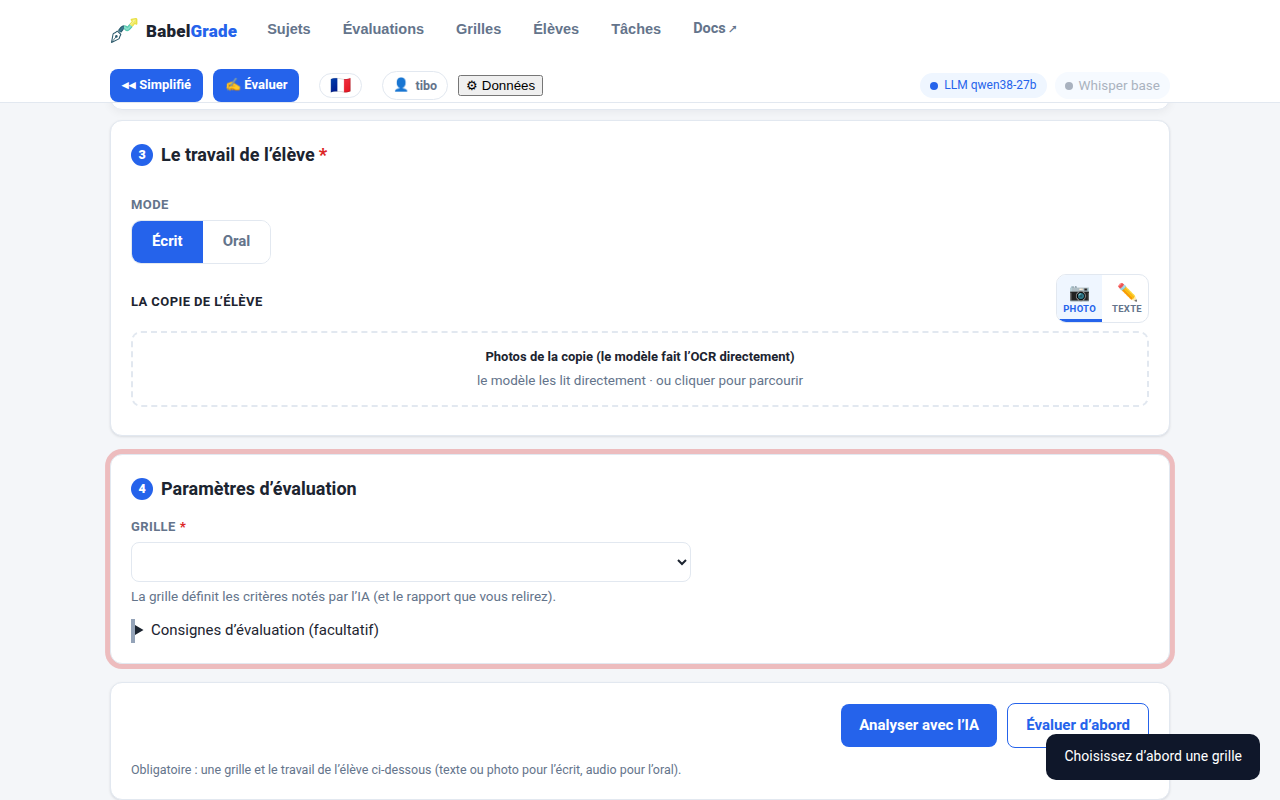 BabelGrade
Sujets
Évaluations
Grilles
Élèves
Tâches
Docs ↗
◀◀ Simplifié
✍ Évaluer
tibo
⚙ Données
LLM qwen38-27b
Whisper base
3 Le travail de l’élève *
MODE
Écrit
Oral
LA COPIE DE L’ÉLÈVE
PHOTO
TEXTE
Photos de la copie (le modèle fait l’OCR directement)
le modèle les lit directement · ou cliquer pour parcourir
4 Paramètres d’évaluation
GRILLE *
La grille définit les critères notés par l’IA (et le rapport que vous relirez).
▶ Consignes d’évaluation (facultatif)
Analyser avec l’IA
Évaluer d’abord
Choisissez d’abord une grille
Obligatoire : une grille et le travail de l’élève ci-dessous (texte ou photo pour l’écrit, audio pour l’oral).